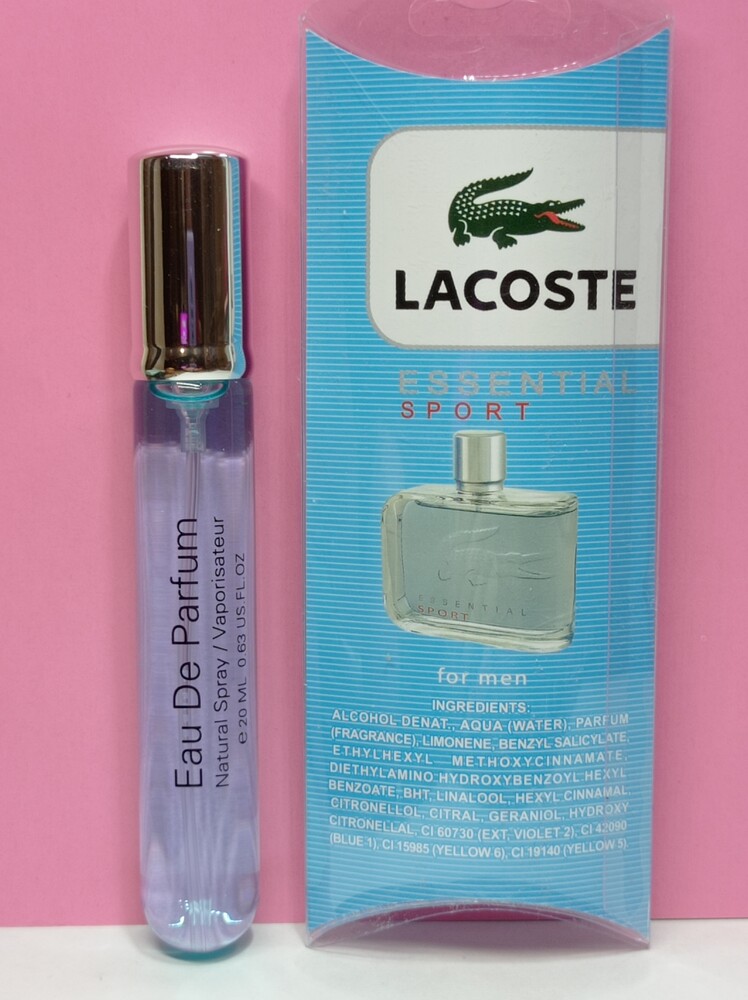 Eau De Parfum
Natural Spray / Vaporisateur
e 20 ML 0.63 US.FL.OZ
LACOSTE
ESSENTIAL
SPORT
ESSENTIAL
SPORT
for men
INGREDIENTS:
ALCOHOL DENAT., AQUA (WATER), PARFUM
(FRAGRANCE), LIMONENE, BENZYL SALICYLATE,
ETHYLHEXYL METHOXYCINNAMATE,
DIETHYLAMINO HYDROXYBENZOYL HEXYL
BENZOATE, BHT, LINALOOL, HEXYL CINNAMAL,
CITRONELLOL, CITRAL, GERANIOL, HYDROXY
CITRONELLAL, CI 60730 (EXT, VIOLET 2), CI 42090
(BLUE 1), CI 15985 (YELLOW 6), CI 19140 (YELLOW 5)